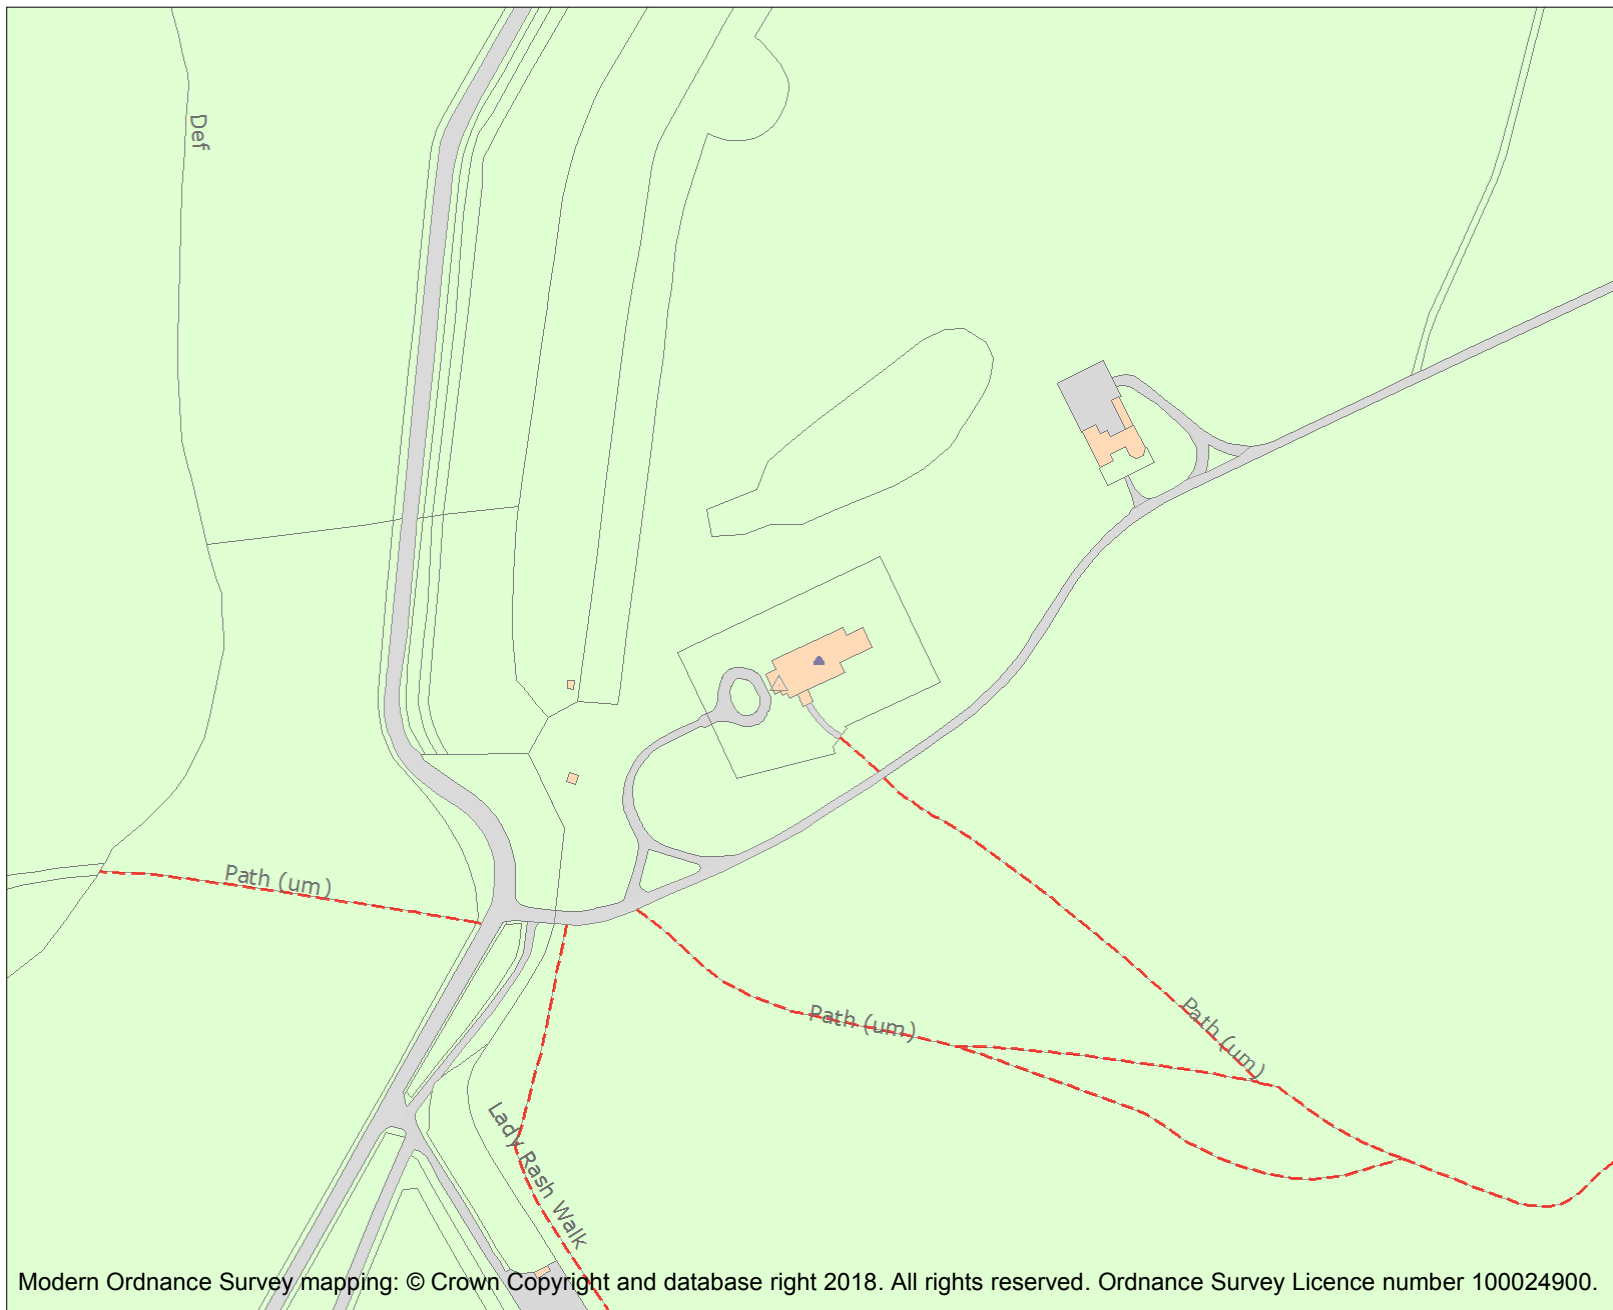 Def
Path (um)
Path (um)
Path (um)
Lady Rash Walk
Modern Ordnance Survey mapping: © Crown Copyright and database right 2018. All rights reserved. Ordnance Survey Licence number 100024900.